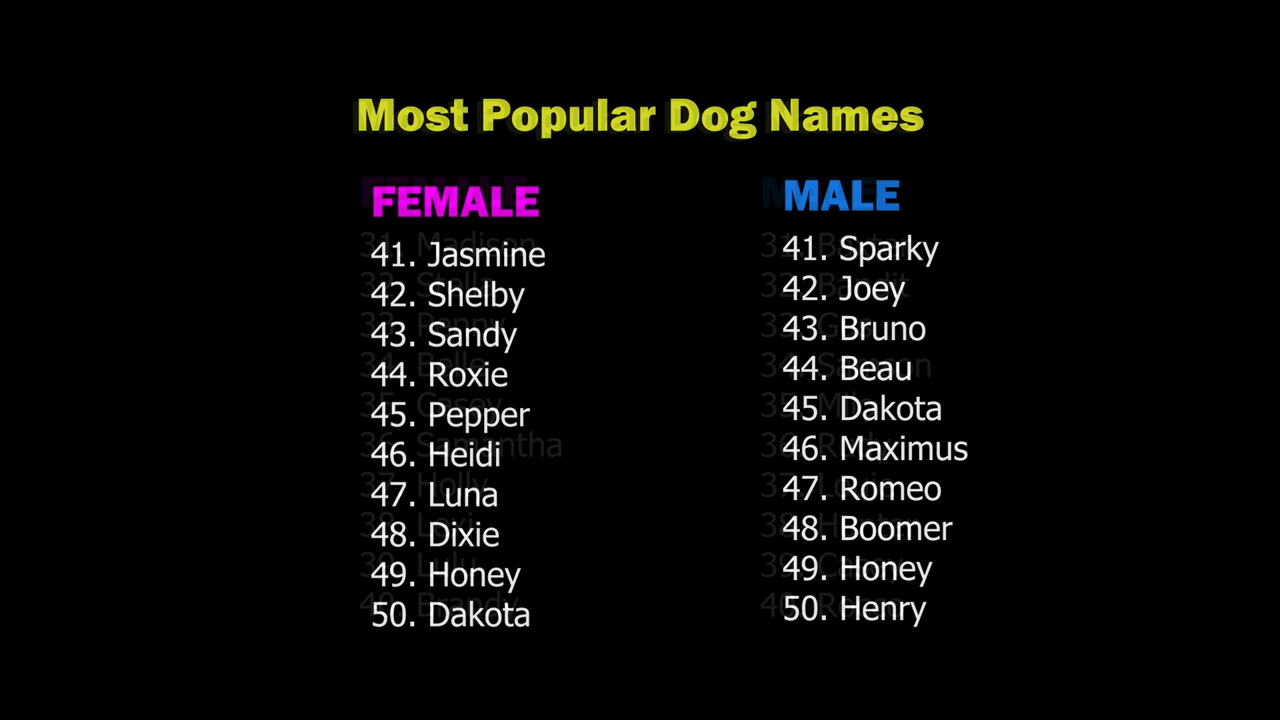 Most Popular Dog Names
FEMALE
41. Jasmine
42. Shelby
43. Sandy
44. Roxie
45. Pepper
46. Heidi
47. Luna
48. Dixie
49. Honey
50. Dakota
MALE
41. Sparky
42. Joey
43. Bruno
44. Beau
45. Dakota
46. Maximus
47. Romeo
48. Boomer
49. Honey
50. Henry